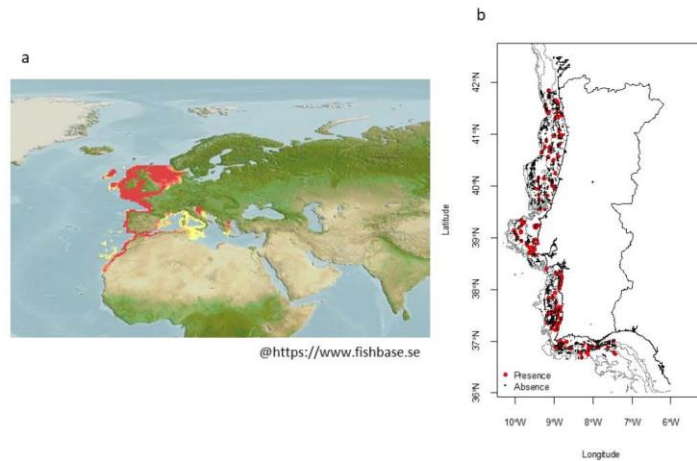 a
@https://www.fishbase.se
b
Latitude
42°N
41°N
40°N
39°N
38°N
37°N
36°N
Presence
Absence
10°W 9°W 8°W 7°W 6°W
Longitude